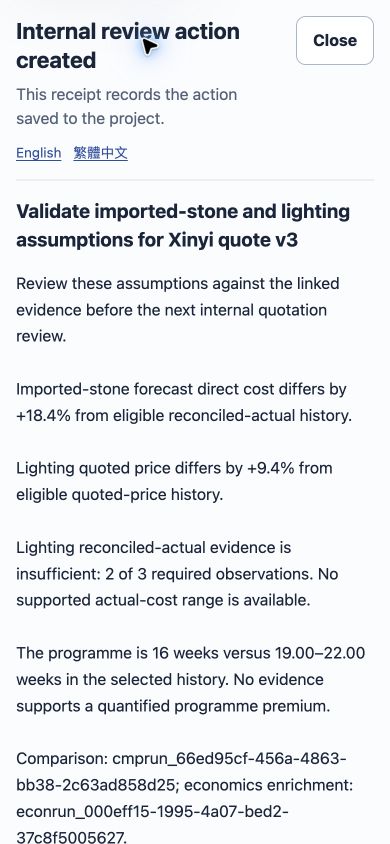 Internal review action
created
Close
This receipt records the action
saved to the project.
English 繁體中文
Validate imported-stone and lighting
assumptions for Xinyi quote v3
Review these assumptions against the linked
evidence before the next internal quotation
review.
Imported-stone forecast direct cost differs by
+18.4% from eligible reconciled-actual history.
Lighting quoted price differs by +9.4% from
eligible quoted-price history.
Lighting reconciled-actual evidence is
insufficient: 2 of 3 required observations. No
supported actual-cost range is available.
The programme is 16 weeks versus 19.00–22.00
weeks in the selected history. No evidence
supports a quantified programme premium.
Comparison: cmprun_66ed95cf-456a-4863-
bb38-2c63ad858d25; economics enrichment:
econrun_000eff15-1995-4a07-bed2-
37c8f5005627.